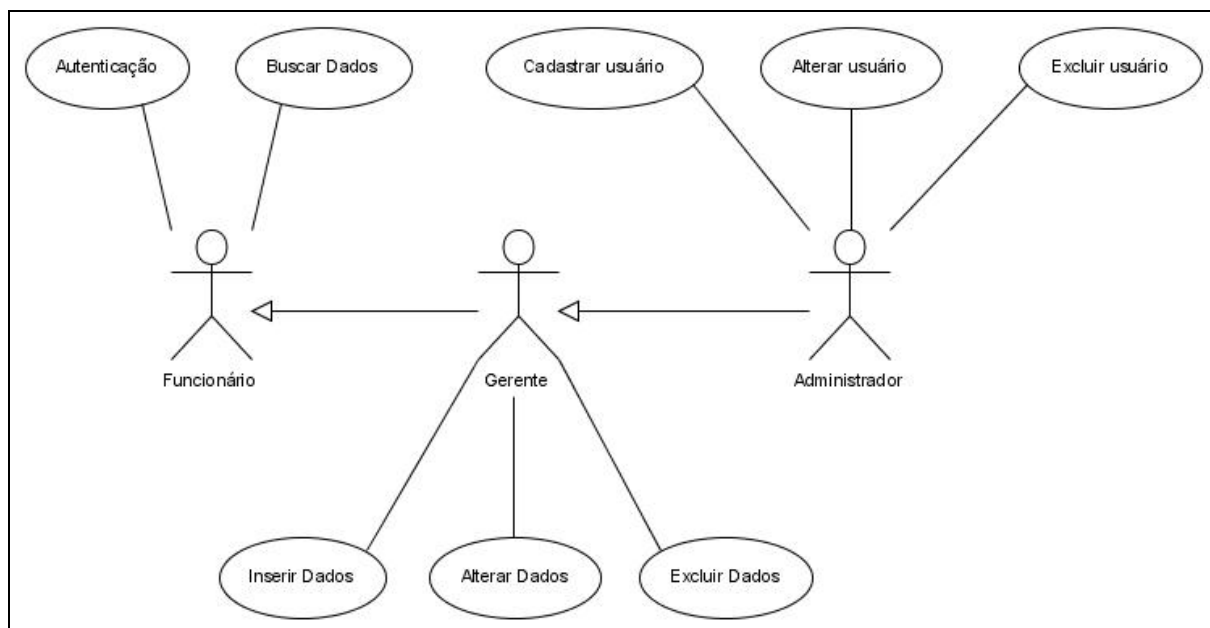 Autenticação
Buscar Dados
Cadastrar usuário
Alterar usuário
Excluir usuário
Funcionário
Gerente
Administrador
Inserir Dados
Alterar Dados
Excluir Dados